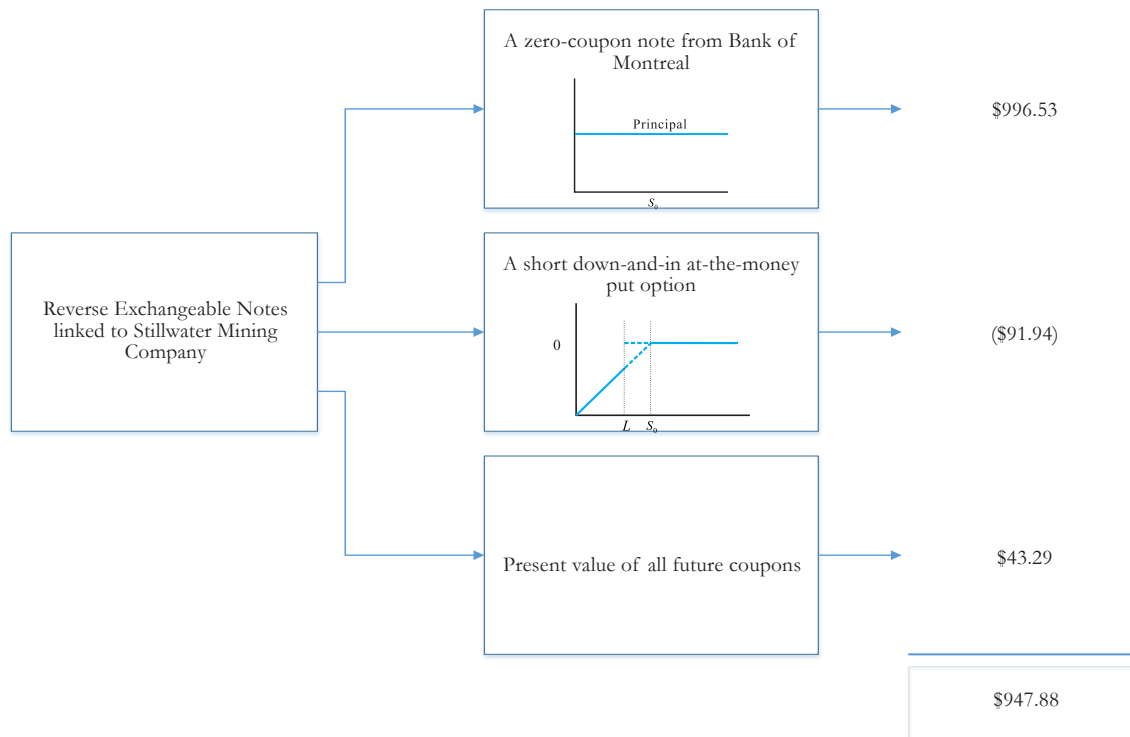 A zero-coupon note from Bank of
Montreal
Principal
S₀
$996.53
Reverse Exchangeable Notes
linked to Stillwater Mining
Company
A short down-and-in at-the-money
put option
0
L S₀
($91.94)
Present value of all future coupons
$43.29
$947.88